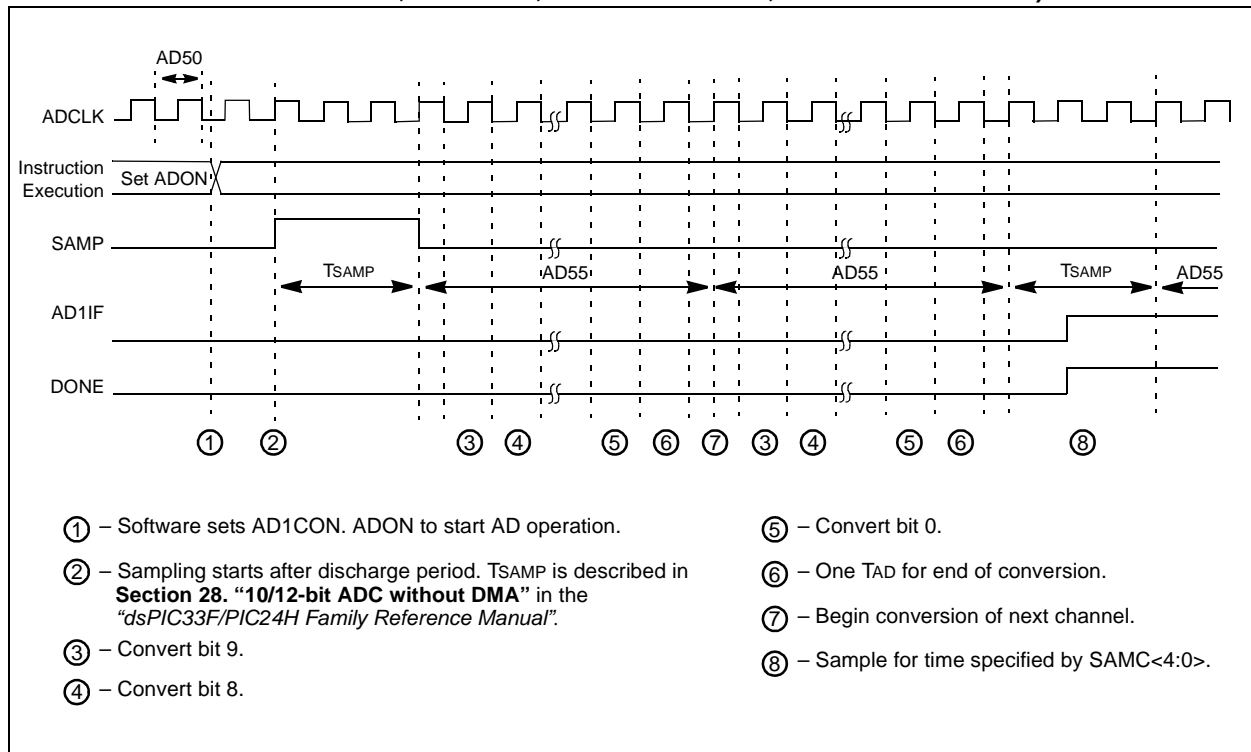 AD50
ADCLK
Instruction
Execution
Set ADON
SAMP
TSAMP
AD55
AD55
TSAMP
AD55
AD1IF
DONE
1 2 3 4 5 6 7 3 4 5 6 8
1 – Software sets AD1CON. ADON to start AD operation.
2 – Sampling starts after discharge period. TSAMP is described in
Section 28. “10/12-bit ADC without DMA” in the
“dsPIC33F/PIC24H Family Reference Manual”.
3 – Convert bit 9.
4 – Convert bit 8.
5 – Convert bit 0.
6 – One TAD for end of conversion.
7 – Begin conversion of next channel.
8 – Sample for time specified by SAMC<4:0>.